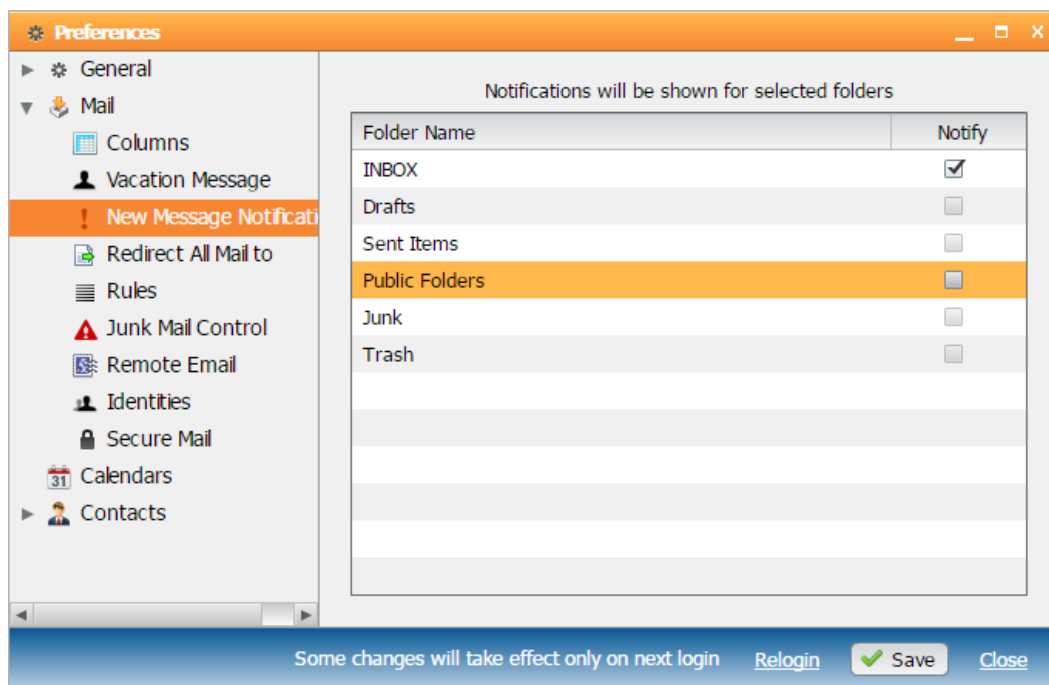 Preferences
General
Mail
Columns
Vacation Message
New Message Notificati
Redirect All Mail to
Rules
Junk Mail Control
Remote Email
Identities
Secure Mail
31 Calendars
Contacts
Notifications will be shown for selected folders
Folder Name Notify
INBOX
Drafts
Sent Items
Public Folders
Junk
Trash
Some changes will take effect only on next login Relogin Save Close